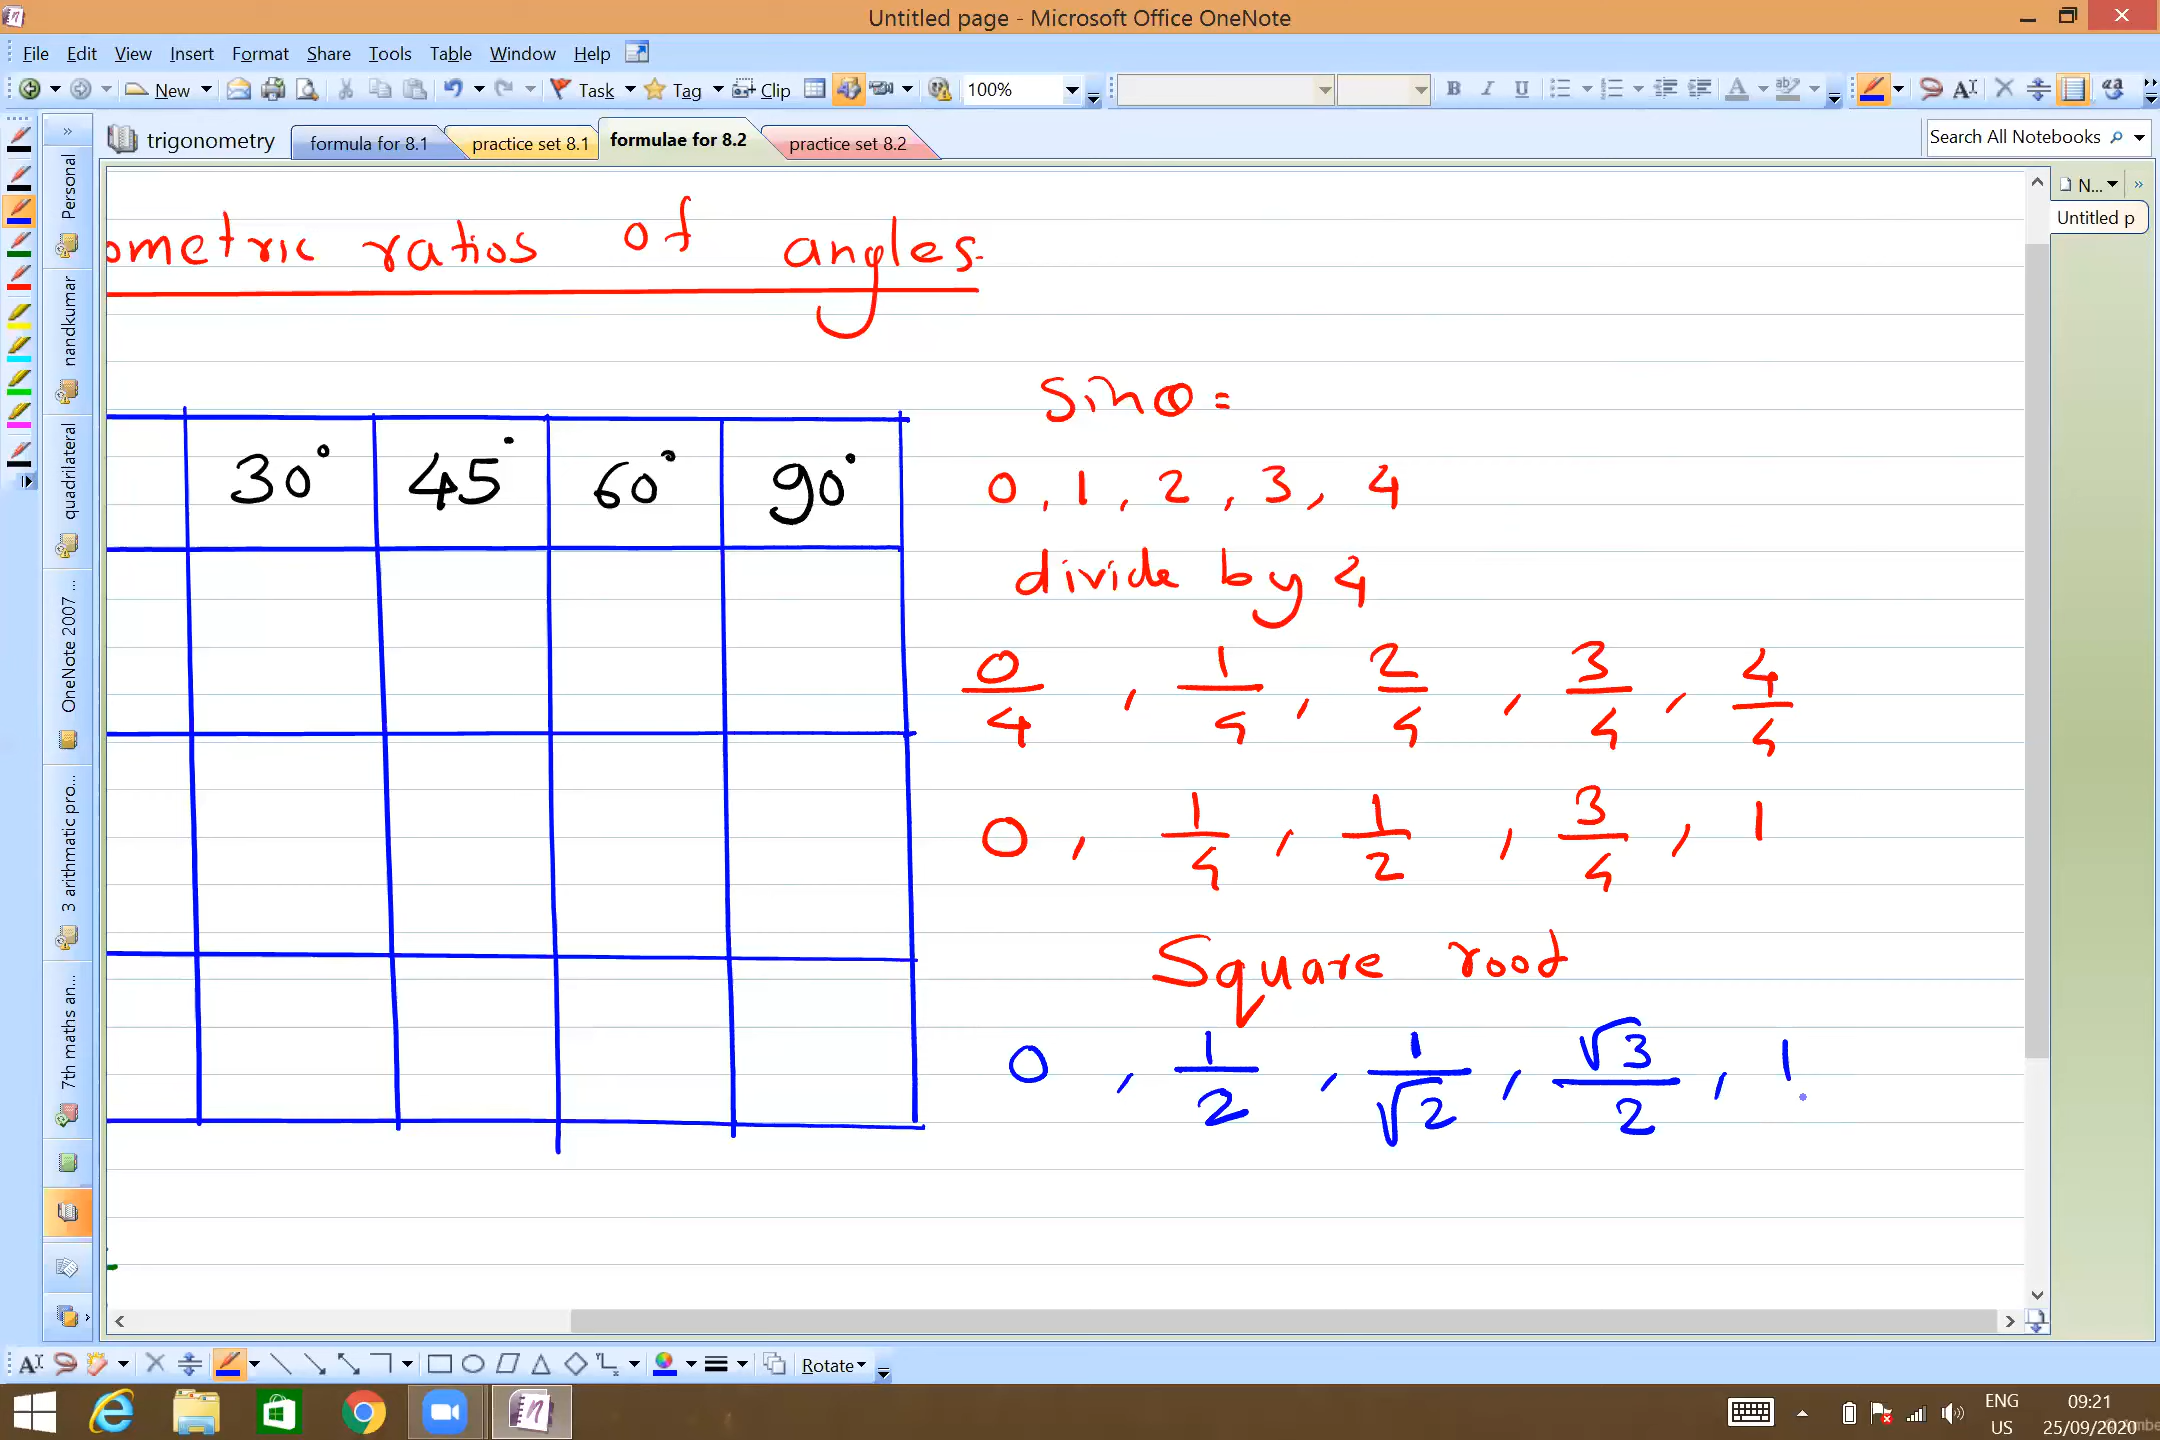 Untitled page - Microsoft Office OneNote
File Edit View Insert Format Share Tools Table Window Help
New Task Tag Clip 100% B I U A ab
trigonometry formula for 8.1 practice set 8.1 formulae for 8.2 practice set 8.2
Search All Notebooks
N...
Untitled p
Personal
nandkumar
quadrilateral
OneNote 2007 ...
3 arithmatic pro...
7th maths an...
ometric ratios of angles.
30° 45° 60° 90°
Sinθ =
0, 1, 2, 3, 4
divide by 4
0/4, 1/4, 2/4, 3/4, 4/4
0, 1/4, 1/2, 3/4, 1
Square root
0, 1/2, 1/√2, √3/2, 1
Rotate
ENG
US
09:21
25/09/2020